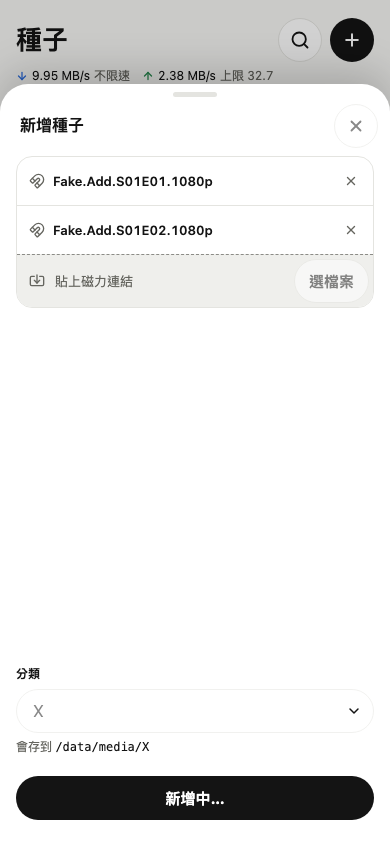 種子
9.95 MB/s 不限速 2.38 MB/s 上限 32.7
新增種子
Fake.Add.S01E01.1080p
Fake.Add.S01E02.1080p
貼上磁力連結 選檔案
分類
X
會存到 /data/media/X
新增中...